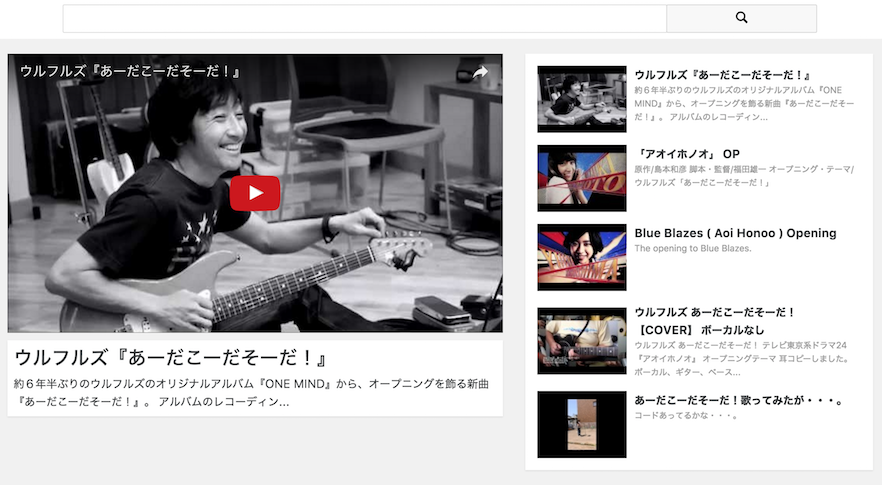 ウルフルズ『あーだこーだそーだ！』
ウルフルズ『あーだこーだそーだ！』
約６年半ぶりのウルフルズのオリジナルアルバム『ONE MIND』から、オープニングを飾る新曲
『あーだこーだそーだ！』。 アルバムのレコーディン...
ウルフルズ『あーだこーだそーだ！』
約６年半ぶりのウルフルズのオリジナルアルバム『ONE
MIND』から、オープニングを飾る新曲『あーだこーだそー
だ！』。 アルバムのレコーディン...
「アオイホノオ」 OP
原作/島本和彦 脚本・監督/福田雄一 オープニング・テーマ/
ウルフルズ「あーだこーだそーだ！」
Blue Blazes ( Aoi Honoo ) Opening
The opening to Blue Blazes.
ウルフルズ あーだこーだそーだ！
【COVER】 ボーカルなし
ウルフルズ あーだこーだそーだ！ テレビ東京系ドラマ24
『アオイホノオ』 オープニングテーマ 耳コピーしました。
ボーカル、ギター、ベース...
あーだこーだそーだ！歌ってみたが・・・。
コードあってるかな・・・。